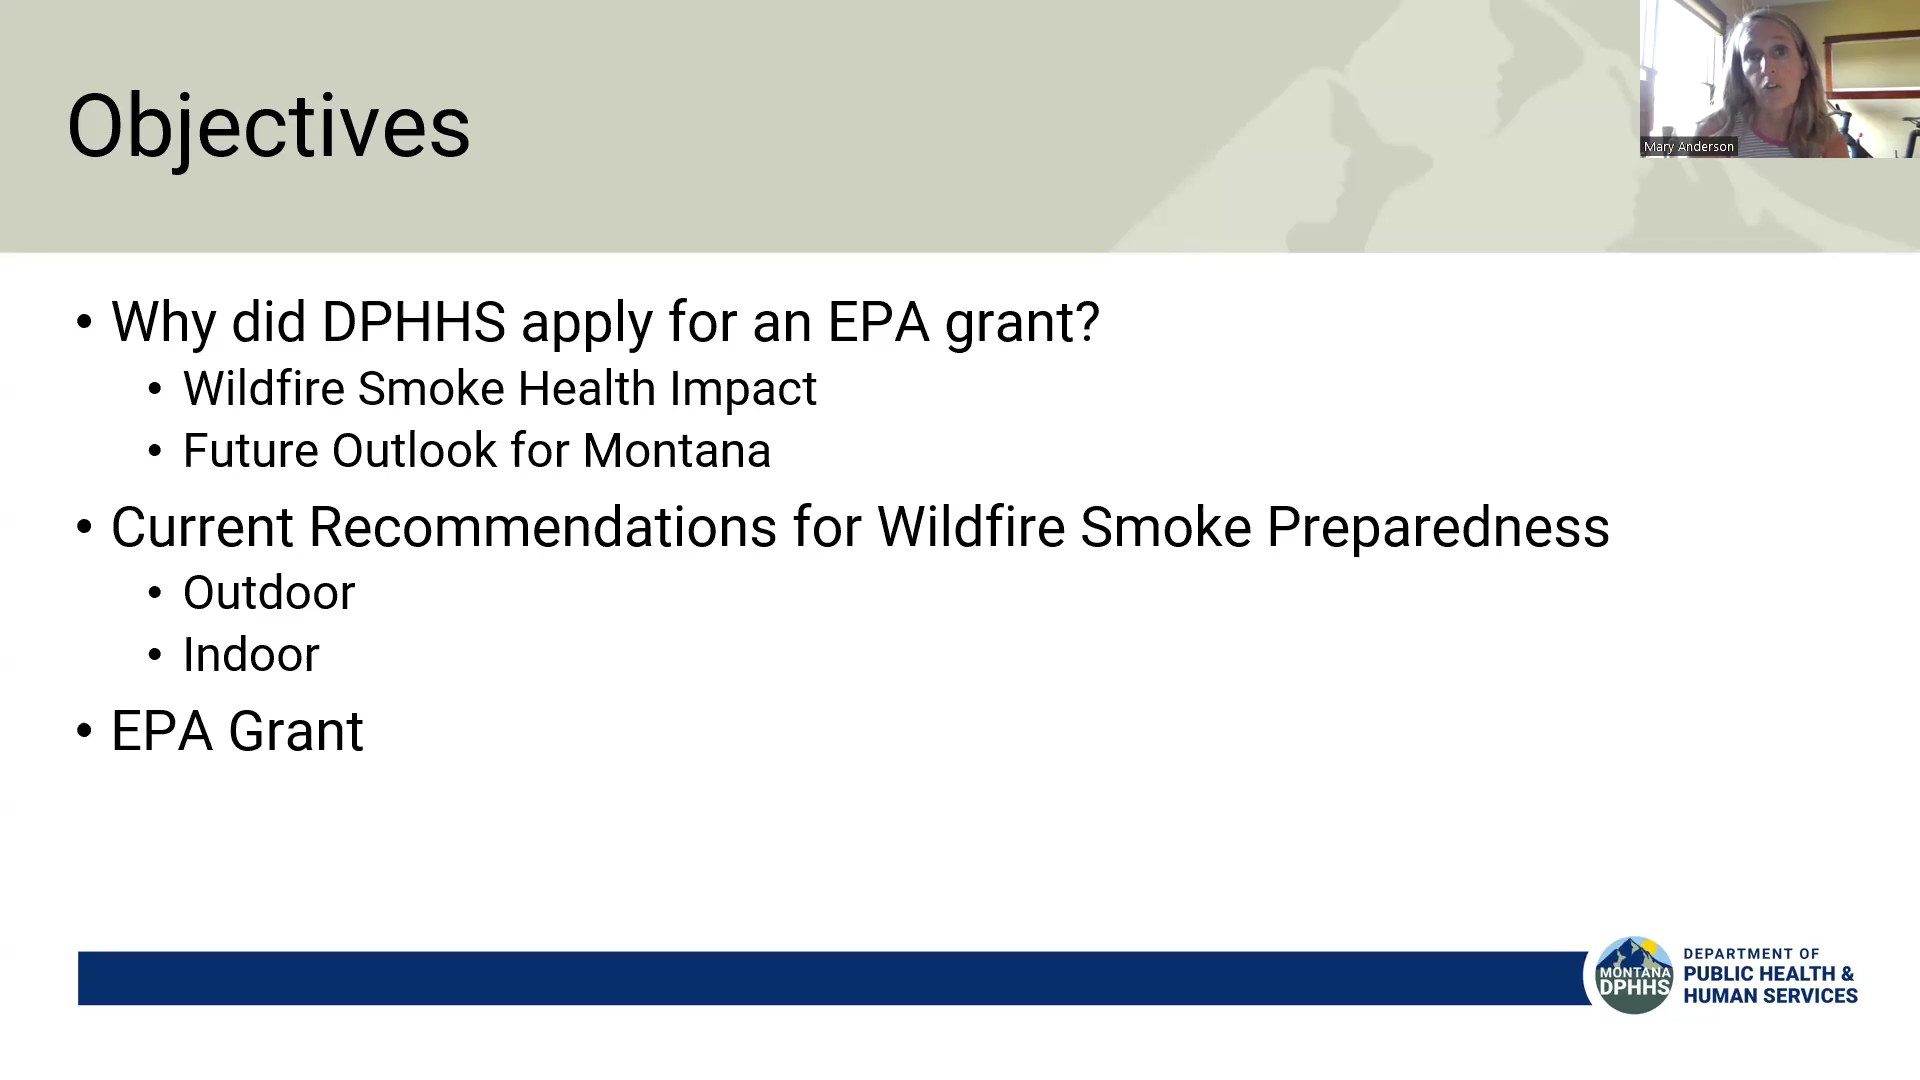 Objectives
Mary Anderson
• Why did DPHHS apply for an EPA grant?
• Wildfire Smoke Health Impact
• Future Outlook for Montana
• Current Recommendations for Wildfire Smoke Preparedness
• Outdoor
• Indoor
• EPA Grant
MONTANA
DPHHS
DEPARTMENT OF
PUBLIC HEALTH &
HUMAN SERVICES